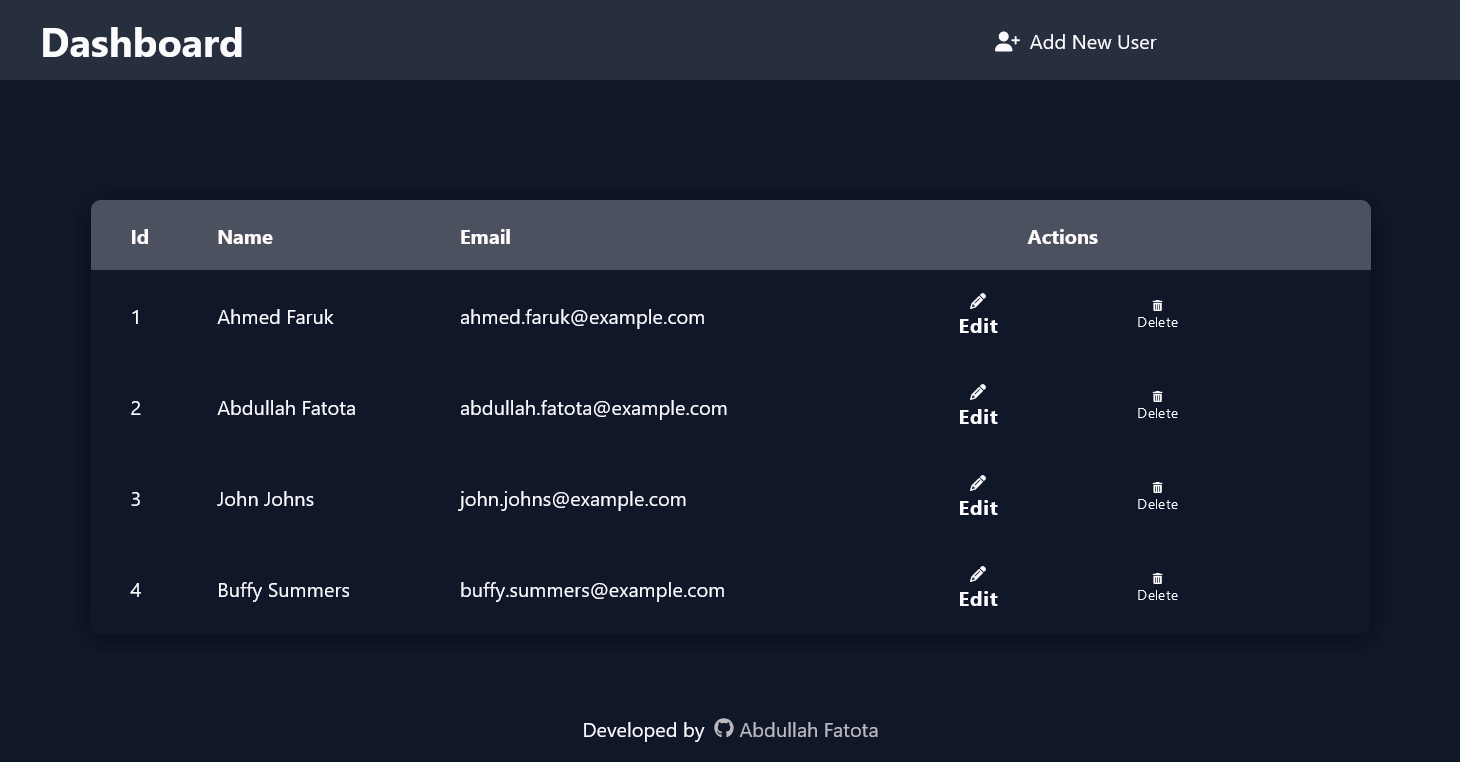 Dashboard Add New User
Id Name Email Actions
1 Ahmed Faruk ahmed.faruk@example.com Edit Delete
2 Abdullah Fatota abdullah.fatota@example.com Edit Delete
3 John Johns john.johns@example.com Edit Delete
4 Buffy Summers buffy.summers@example.com Edit Delete
Developed by Abdullah Fatota